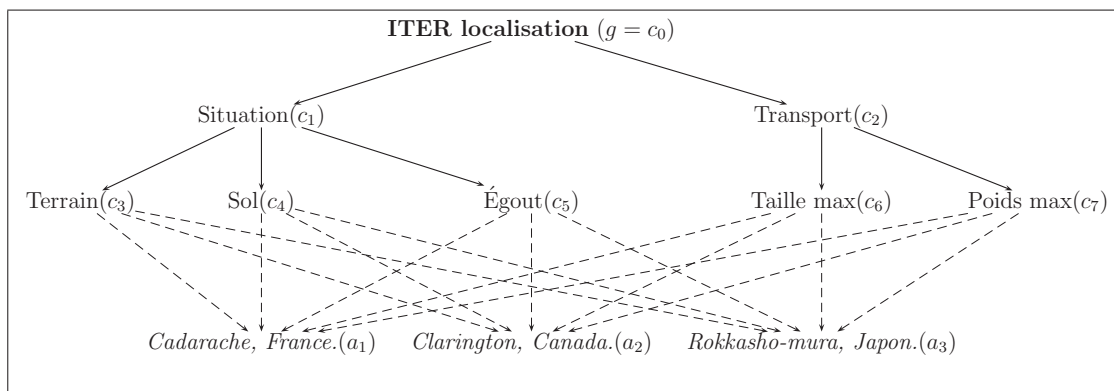 ITER localisation (g = c₀)
Situation(c₁) Transport(c₂)
Terrain(c₃) Sol(c₄) Égout(c₅) Taille max(c₆) Poids max(c₇)
Cadarache, France.(a₁) Clarington, Canada.(a₂) Rokkasho-mura, Japon.(a₃)